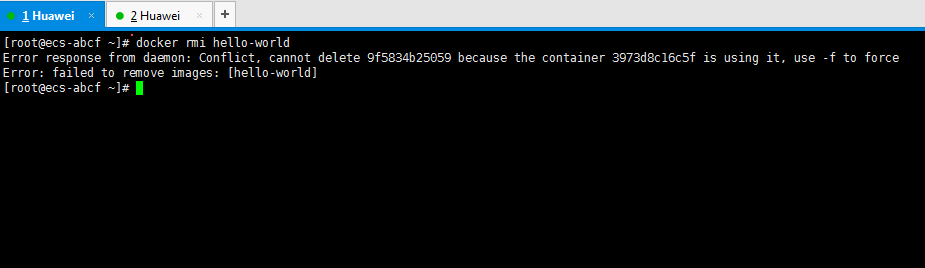 1 Huawei × 2 Huawei × +
[root@ecs-abcf ~]# docker rmi hello-world
Error response from daemon: Conflict, cannot delete 9f5834b25059 because the container 3973d8c16c5f is using it, use -f to force
Error: failed to remove images: [hello-world]
[root@ecs-abcf ~]#